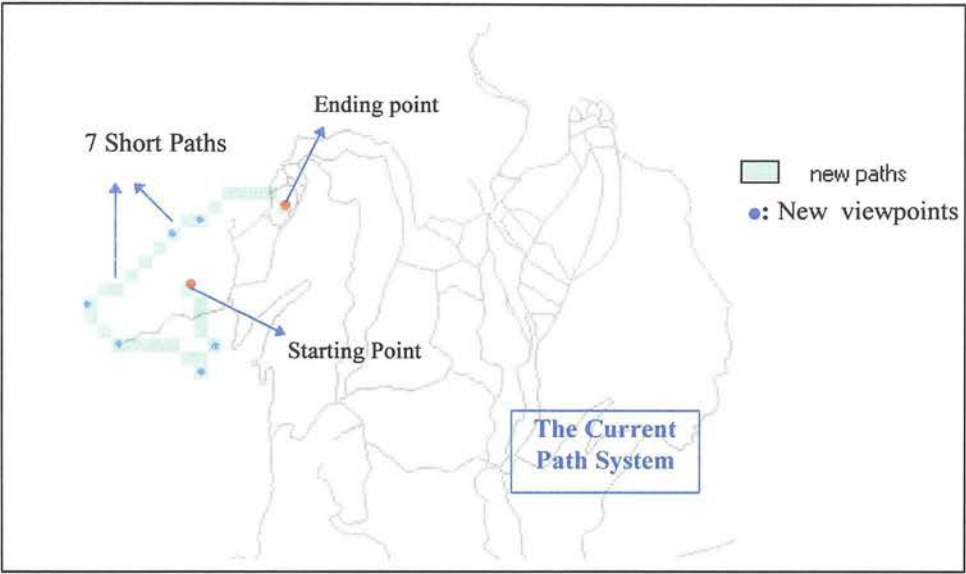 Ending point
7 Short Paths
new paths
: New viewpoints
Starting Point
The Current
Path System